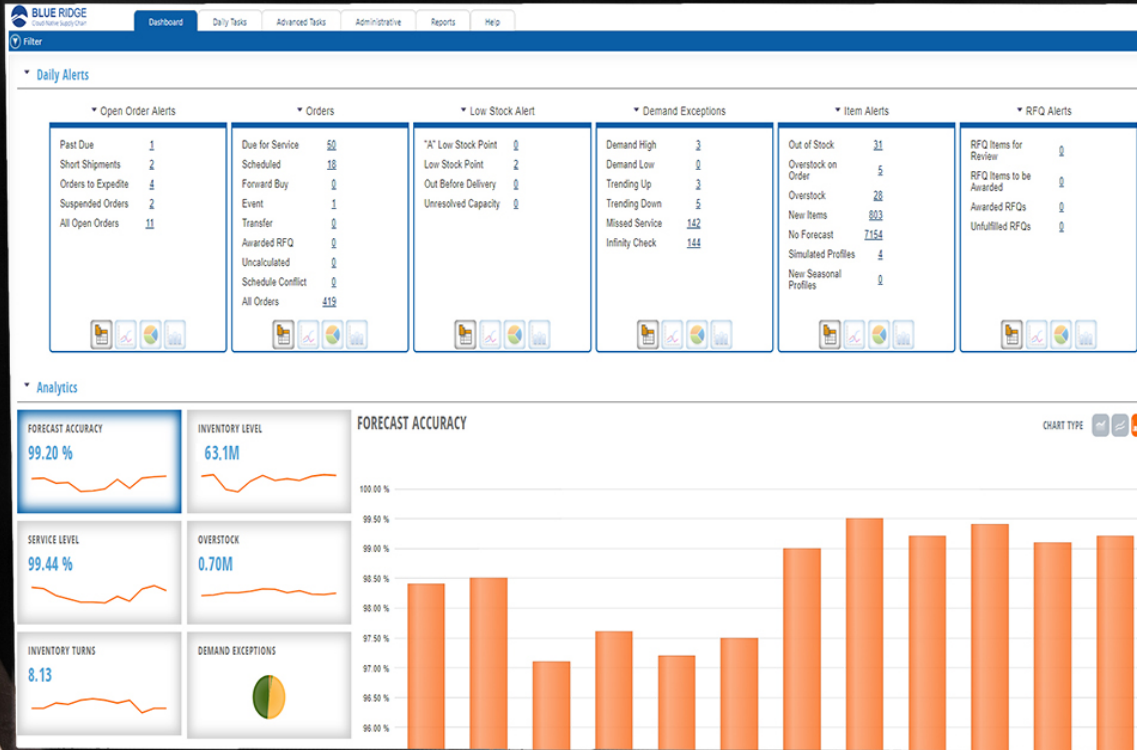 BLUE RIDGE
Cloud Native Supply Chain
Dashboard Daily Tasks Advanced Tasks Administrative Reports Help
Filter
Daily Alerts
Open Order Alerts
Past Due 1
Short Shipments 2
Orders to Expedite 4
Suspended Orders 2
All Open Orders 11
Orders
Due for Service 50
Scheduled 18
Forward Buy 0
Event 1
Transfer 0
Awarded RFQ 0
Uncalculated 0
Schedule Conflict 0
All Orders 419
Low Stock Alert
"A" Low Stock Point 0
Low Stock Point 2
Out Before Delivery 0
Unresolved Capacity 0
Demand Exceptions
Demand High 3
Demand Low 0
Trending Up 3
Trending Down 5
Missed Service 142
Infinity Check 144
Item Alerts
Out of Stock 31
Overstock on
Order 5
Overstock 28
New Items 803
No Forecast 7154
Simulated Profiles 4
New Seasonal
Profiles 0
RFQ Alerts
RFQ Items for
Review 0
RFQ Items to be
Awarded 0
Awarded RFQs 0
Unfulfilled RFQs 0
Analytics
FORECAST ACCURACY
99.20 %
INVENTORY LEVEL
63.1M
SERVICE LEVEL
99.44 %
OVERSTOCK
0.70M
INVENTORY TURNS
8.13
DEMAND EXCEPTIONS
FORECAST ACCURACY
CHART TYPE
100.00 %
99.50 %
99.00 %
98.50 %
98.00 %
97.50 %
97.00 %
96.50 %
96.00 %